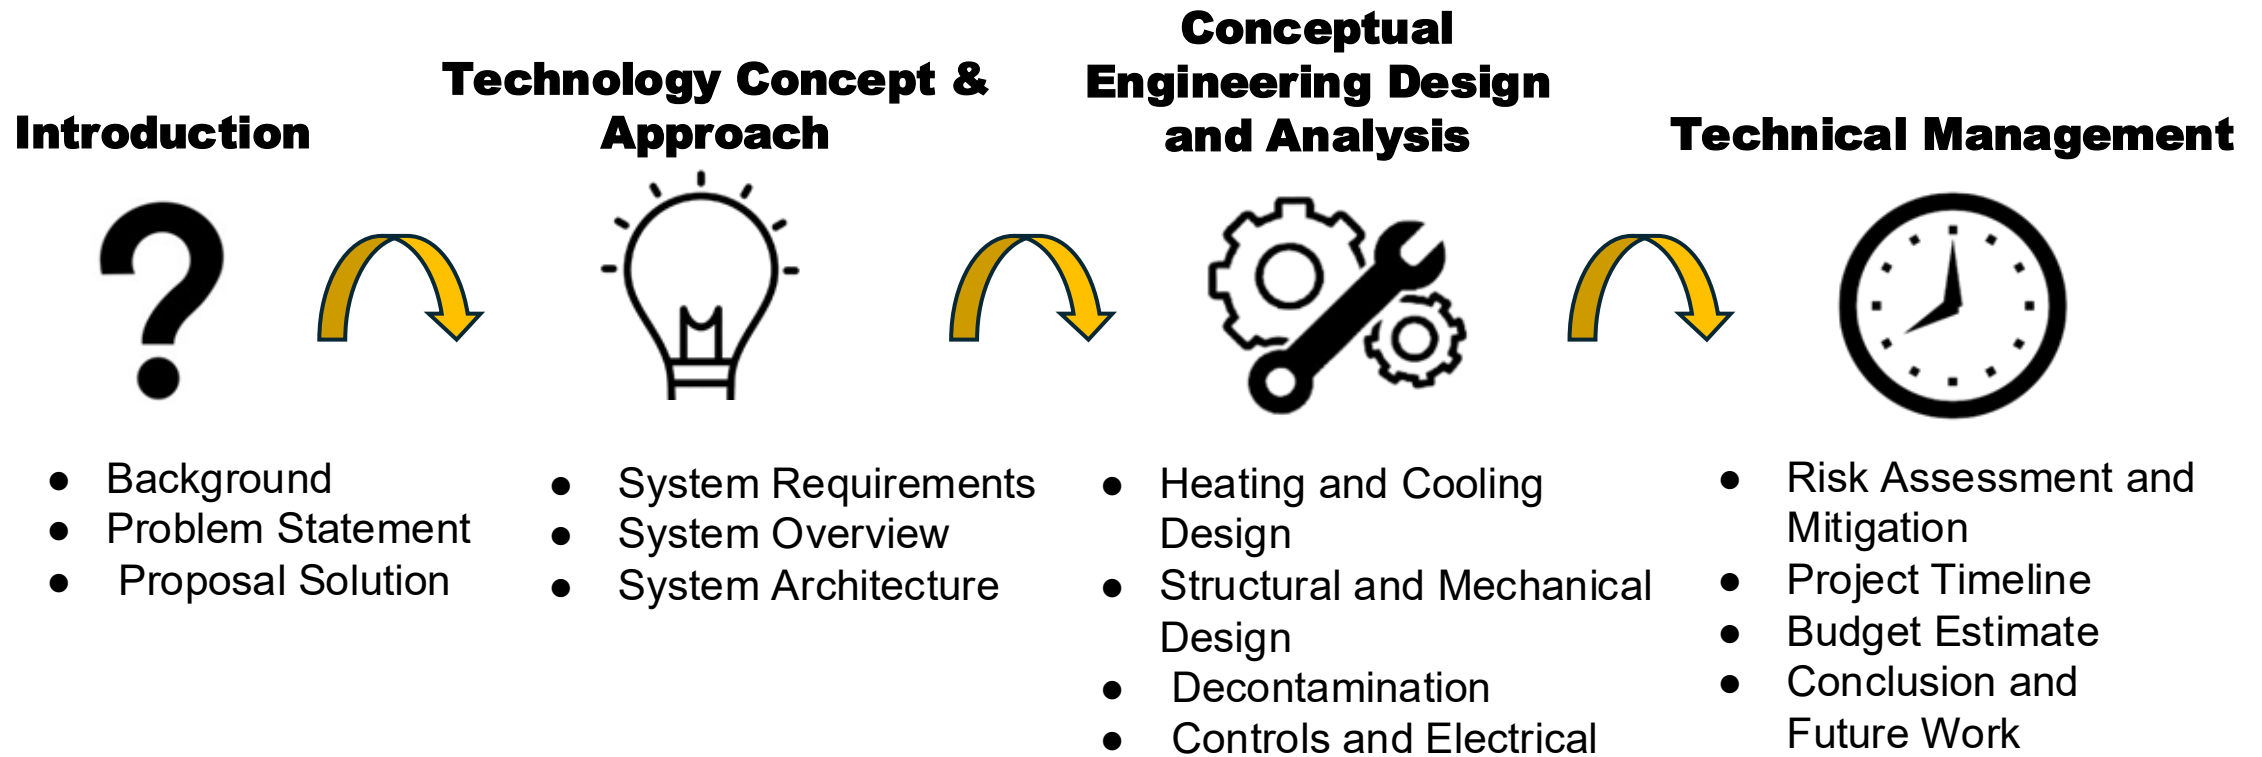 Introduction
● Background
● Problem Statement
● Proposal Solution
Technology Concept &
Approach
● System Requirements
● System Overview
● System Architecture
Conceptual
Engineering Design
and Analysis
● Heating and Cooling
Design
● Structural and Mechanical
Design
● Decontamination
● Controls and Electrical
Technical Management
● Risk Assessment and
Mitigation
● Project Timeline
● Budget Estimate
● Conclusion and
Future Work